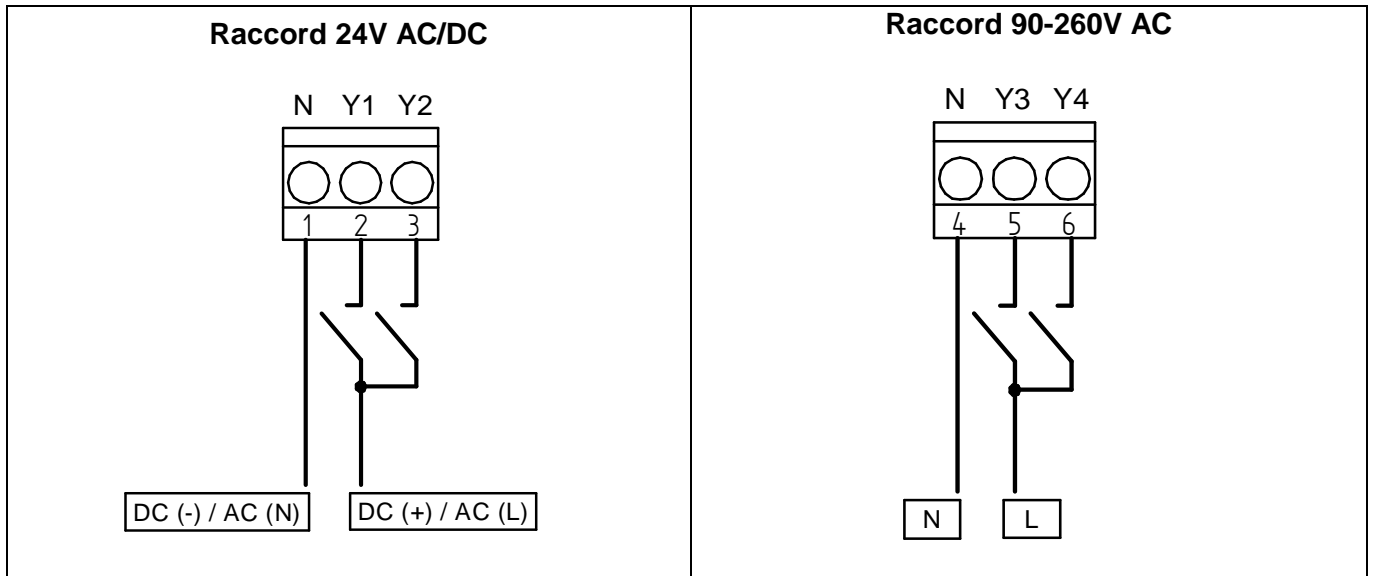 Raccord 24V AC/DC
N Y1 Y2
1 2 3
DC (-) / AC (N)
DC (+) / AC (L)
Raccord 90-260V AC
N Y3 Y4
4 5 6
N
L